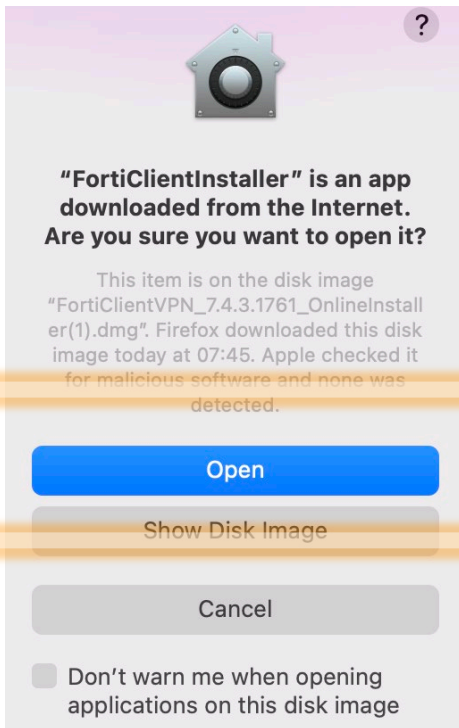 ?
“FortiClientInstaller” is an app
downloaded from the Internet.
Are you sure you want to open it?
This item is on the disk image
“FortiClientVPN_7.4.3.1761_OnlineInstall
er(1).dmg”. Firefox downloaded this disk
image today at 07:45. Apple checked it
for malicious software and none was
detected.
Open
Show Disk Image
Cancel
Don’t warn me when opening
applications on this disk image